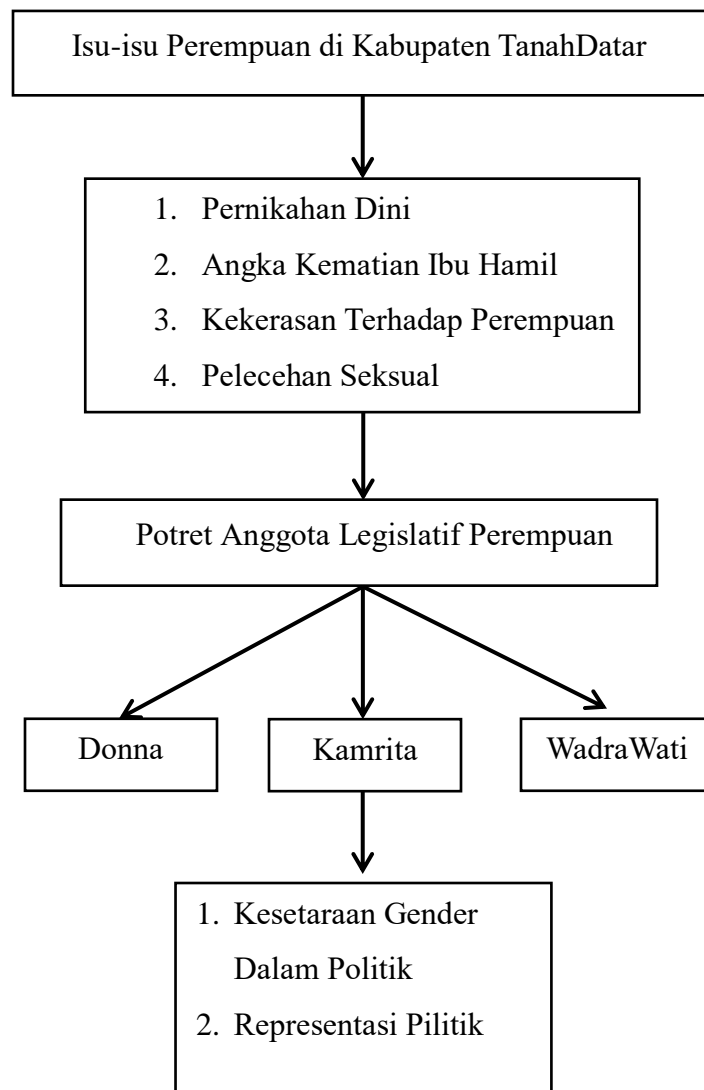 Isu-isu Perempuan di Kabupaten TanahDatar
1. Pernikahan Dini
2. Angka Kematian Ibu Hamil
3. Kekerasan Terhadap Perempuan
4. Pelecehan Seksual
Potret Anggota Legislatif Perempuan
Donna
Kamrita
WadraWati
1. Kesetaraan Gender
Dalam Politik
2. Representasi Pilitik